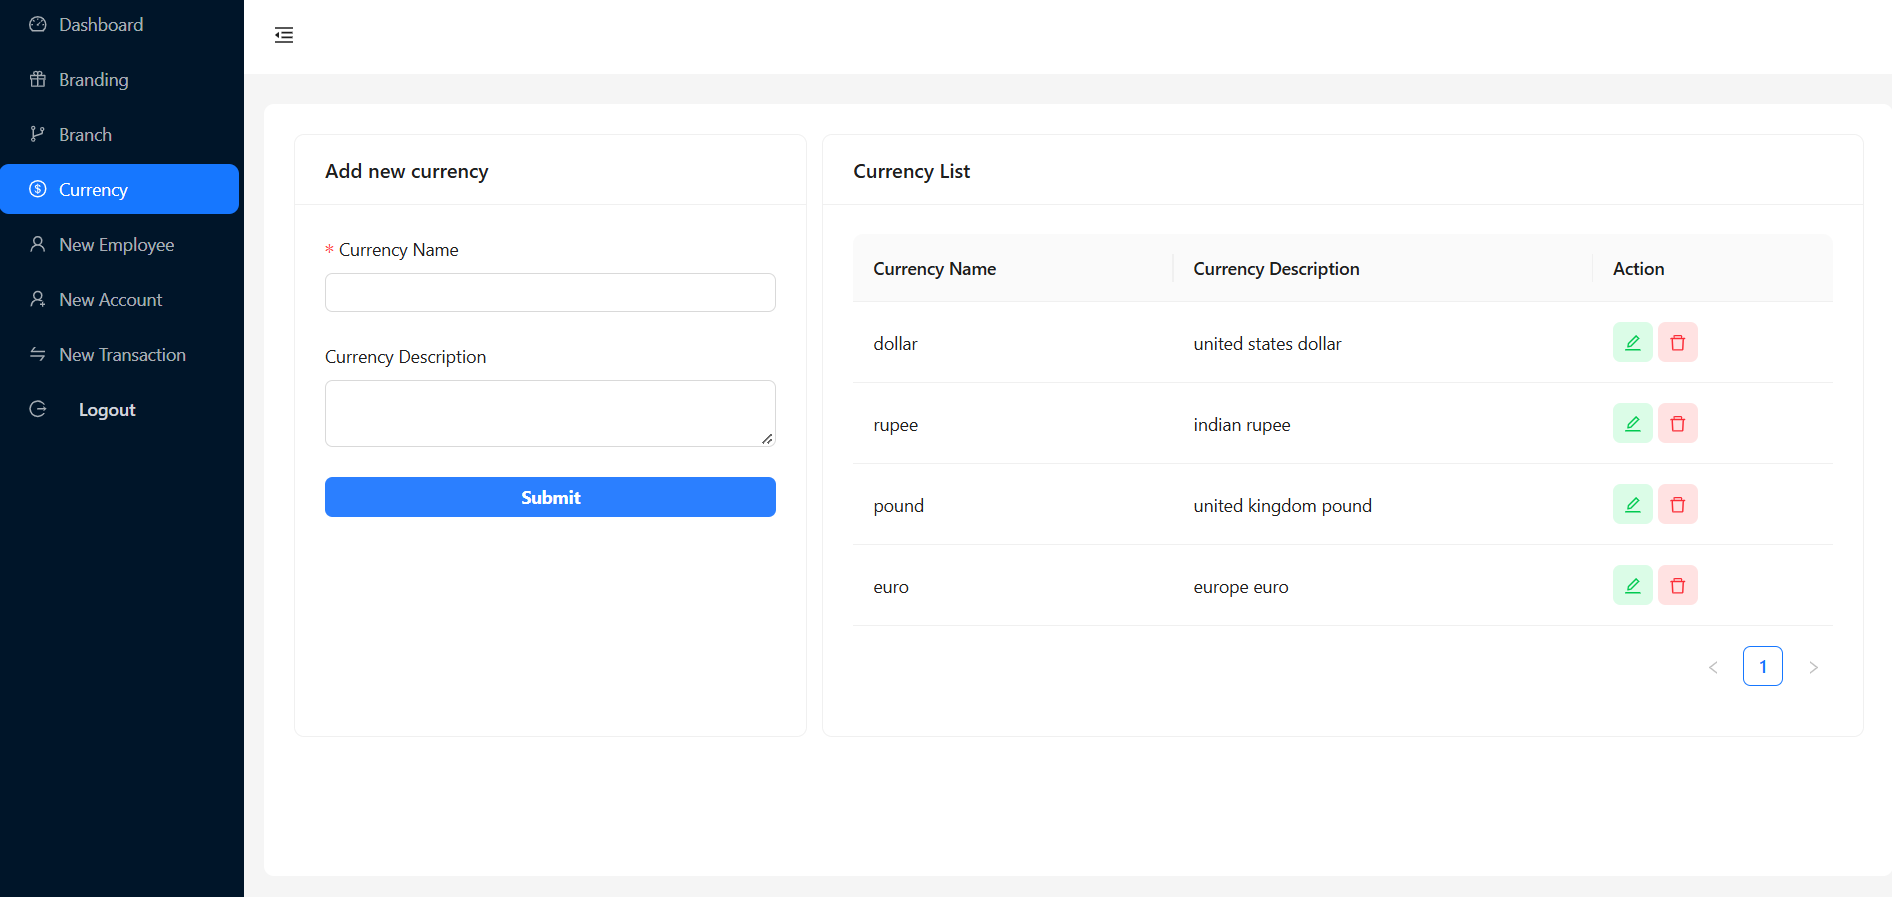 Dashboard
Branding
Branch
Currency
New Employee
New Account
New Transaction
Logout
Add new currency
* Currency Name
Currency Description
Submit
Currency List
Currency Name Currency Description Action
dollar united states dollar
rupee indian rupee
pound united kingdom pound
euro europe euro
< 1 >